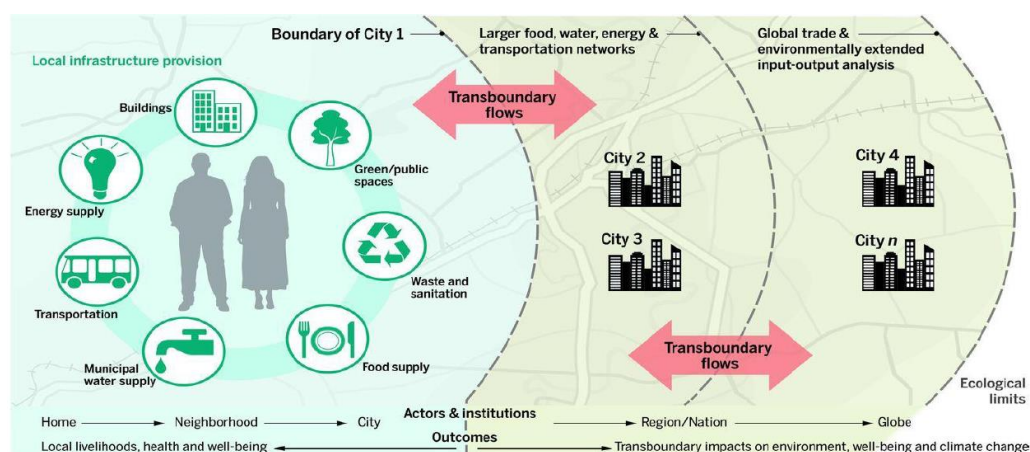 Boundary of City 1
Larger food, water, energy &
transportation networks
Global trade &
environmentally extended
input-output analysis
Local infrastructure provision
Buildings
Green/public
spaces
Energy supply
Waste and
sanitation
Transportation
Municipal
water supply
Food supply
Transboundary
flows
City 2
City 3
City 4
City n
Transboundary
flows
Ecological
limits
Home
Neighborhood
City
Actors & institutions
Region/Nation
Globe
Local livelihoods, health and well-being
Outcomes
Transboundary impacts on environment, well-being and climate change